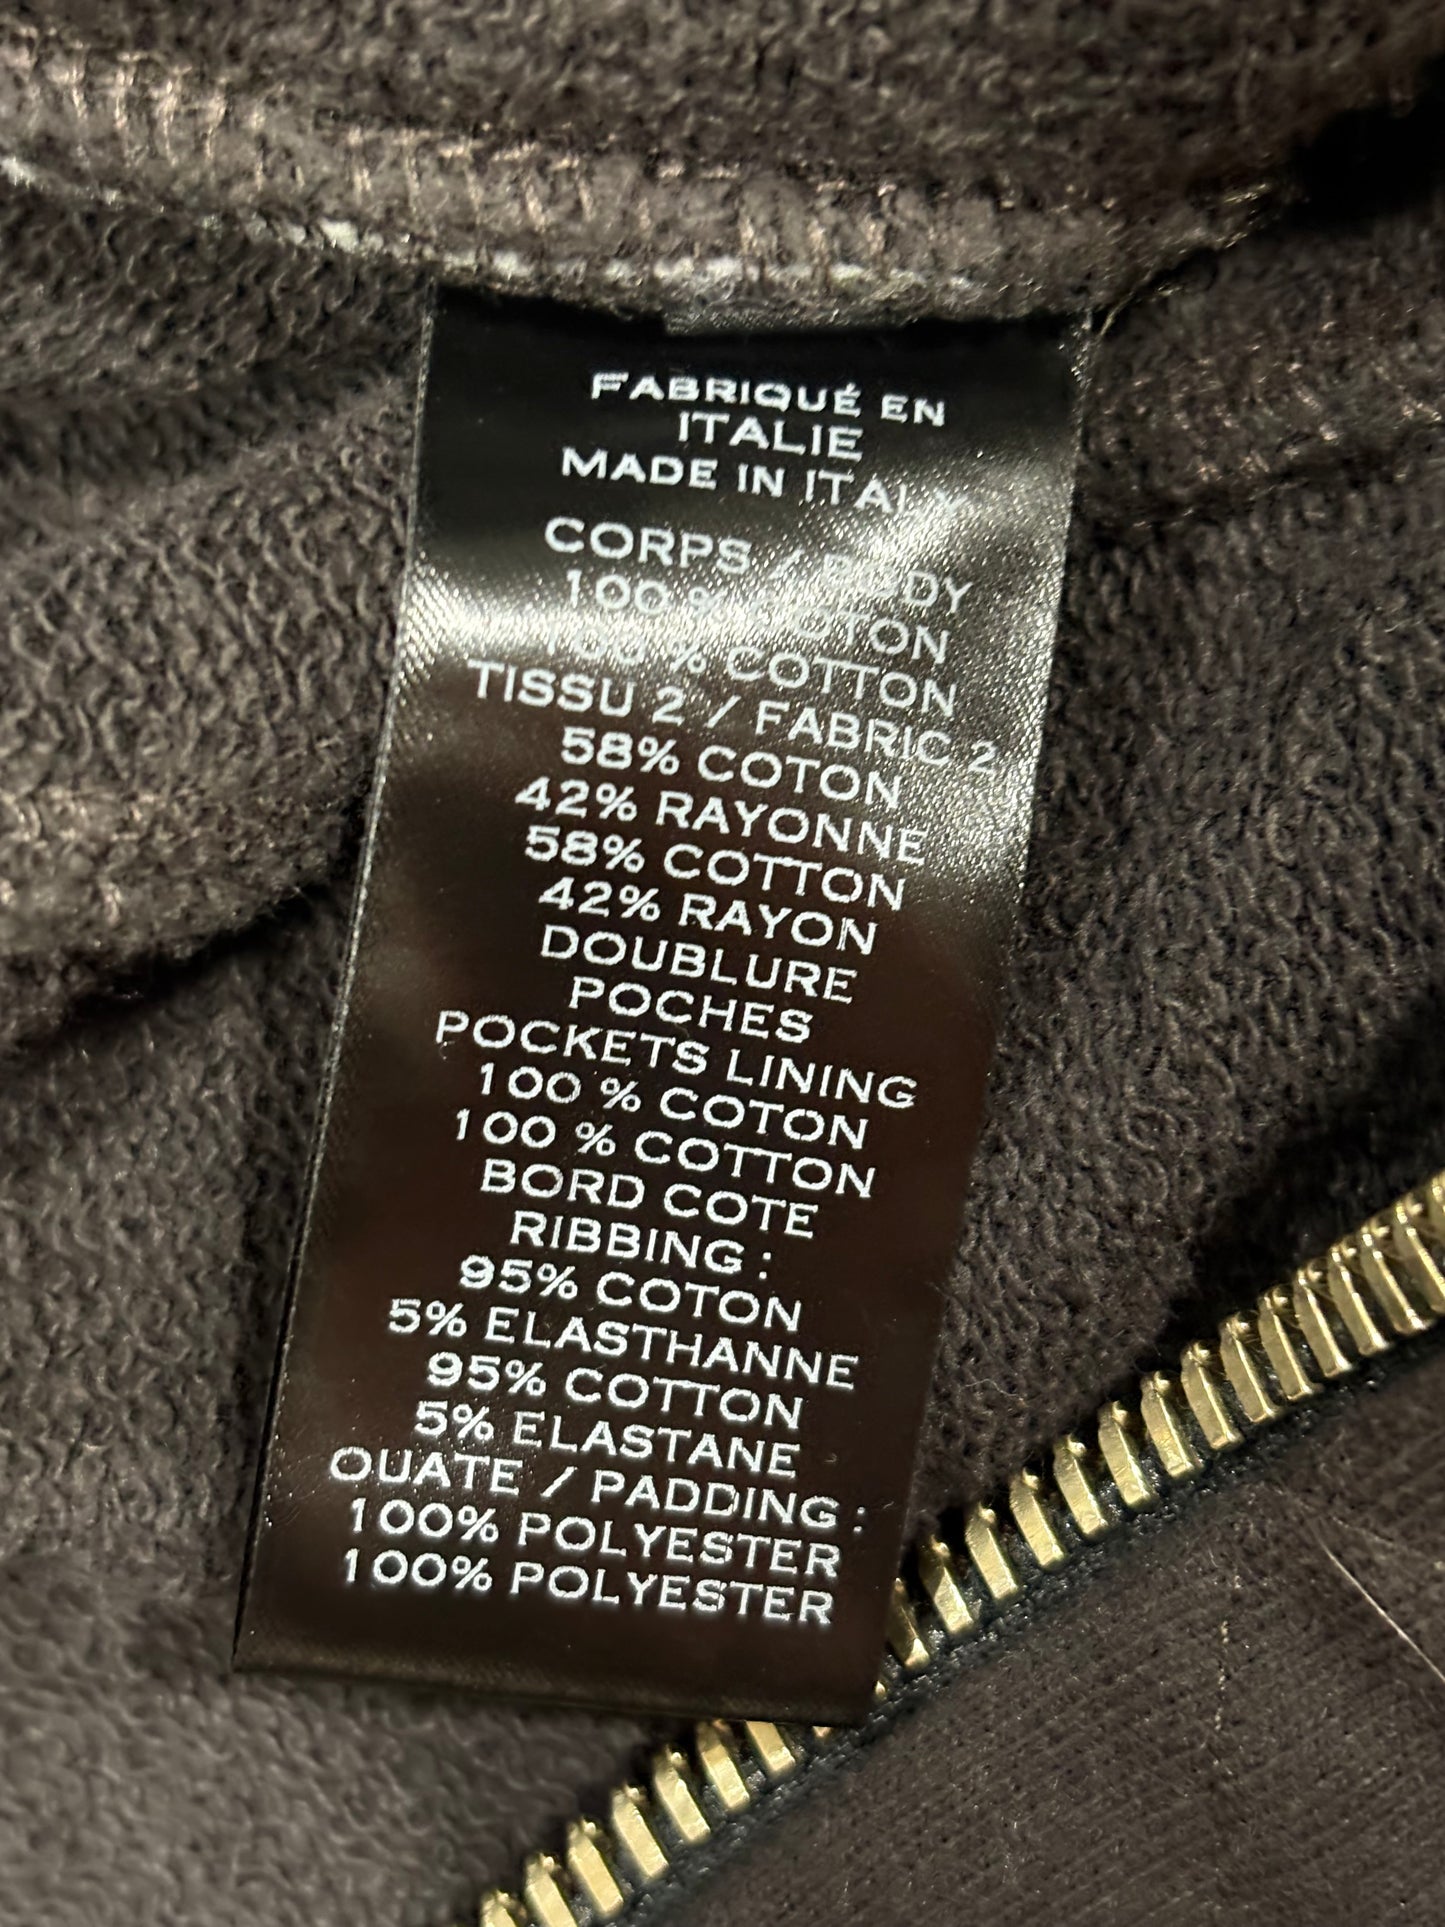 FABRIQUÉ EN
ITALIE
MADE IN ITALY
CORPS / BODY
100 % COTON
100 % COTTON
TISSU 2 / FABRIC 2
58% COTON
42% RAYONNE
58% COTTON
42% RAYON
DOUBLURE
POCHES
POCKETS LINING
100 % COTON
100 % COTTON
BORD COTE
RIBBING :
95% COTON
5% ELASTHANNE
95% COTTON
5% ELASTANE
OUATE / PADDING :
100% POLYESTER
100% POLYESTER